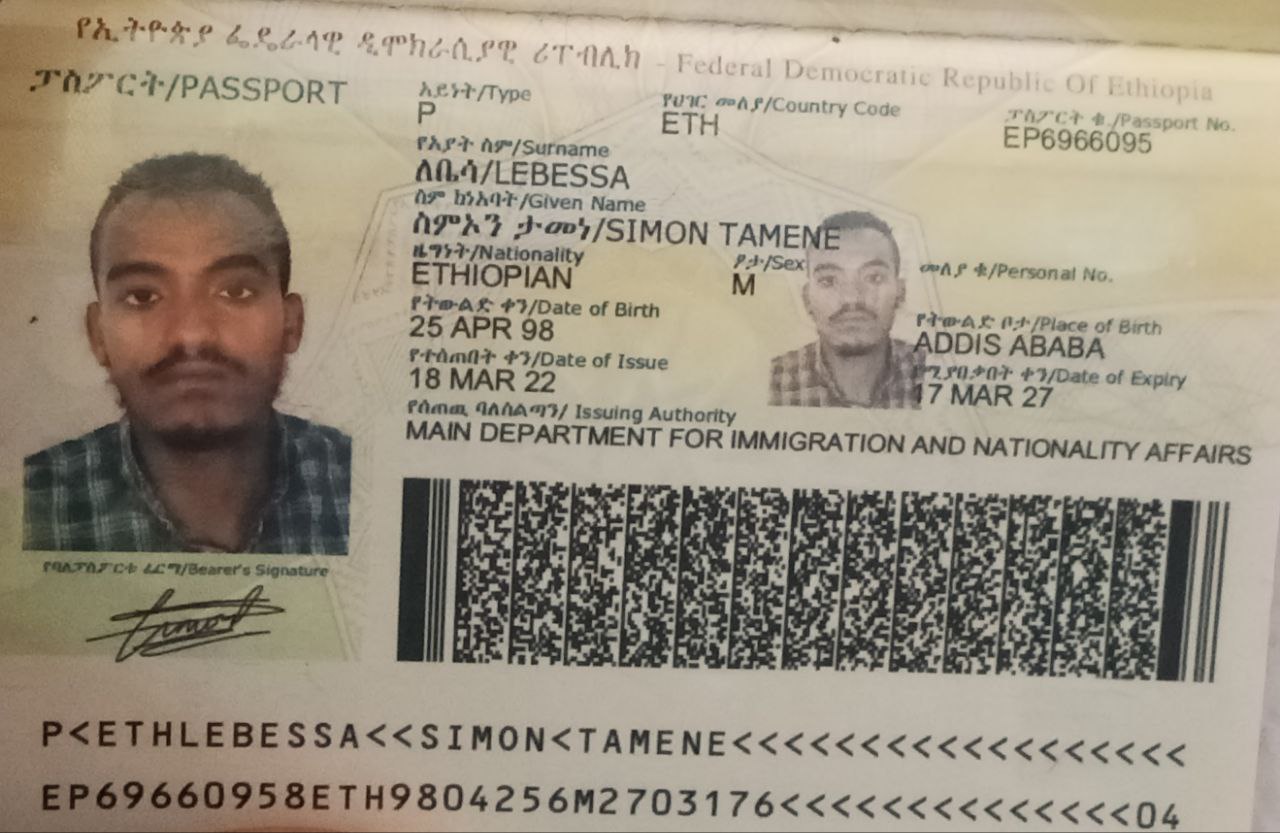 የኢትዮጵያ ፌዴራላዊ ዲሞክራሲያዊ ሪፐብሊክ - Federal Democratic Republic Of Ethiopia
ፓስፖርት/PASSPORT
አይነት/Type
P
የሀገር መለያ/Country Code
ETH
ፓስፖርት ቁ./Passport No.
EP6966095
የአያት ስም/Surname
ለቤሳ/LEBESSA
ስም ከነአባት/Given Name
ስምኦን ታመነ/SIMON TAMENE
ዜግነት/Nationality
ETHIOPIAN
ፆታ/Sex
M
መለያ ቁ/Personal No.
የትውልድ ቀን/Date of Birth
25 APR 98
የትውልድ ቦታ/Place of Birth
ADDIS ABABA
የተሰጠበት ቀን/Date of Issue
18 MAR 22
የሚያበቃበት ቀን/Date of Expiry
17 MAR 27
የሰጠዉ ባለስልጣን/ Issuing Authority
MAIN DEPARTMENT FOR IMMIGRATION AND NATIONALITY AFFAIRS
የባለፓስፖርቱ ፊርማ/Bearer's Signature
P<ETHLEBESSA<<SIMON<TAMENE<<<<<<<<<<<<<<<<<<
EP69660958ETH9804256M2703176<<<<<<<<<<<<<<04